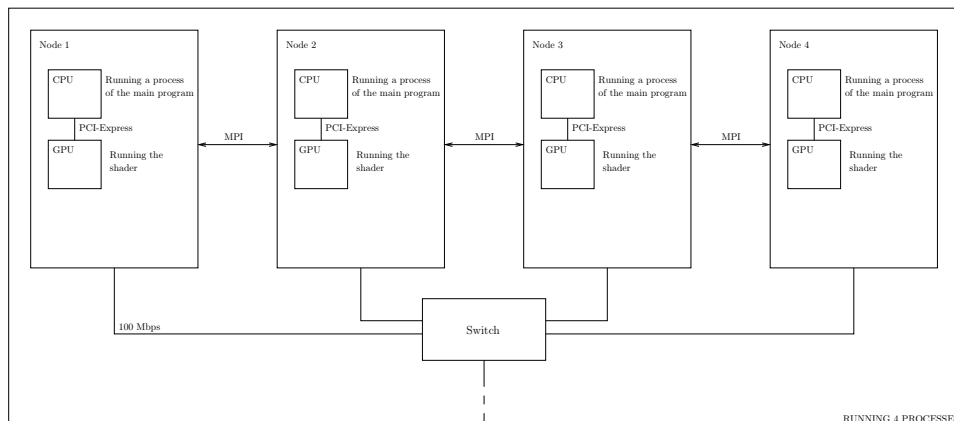 Node 1
CPU
Running a process
of the main program
PCI-Express
GPU
Running the
shader
MPI
Node 2
CPU
Running a process
of the main program
PCI-Express
GPU
Running the
shader
MPI
Node 3
CPU
Running a process
of the main program
PCI-Express
GPU
Running the
shader
MPI
Node 4
CPU
Running a process
of the main program
PCI-Express
GPU
Running the
shader
100 Mbps
Switch
RUNNING 4 PROCESSES